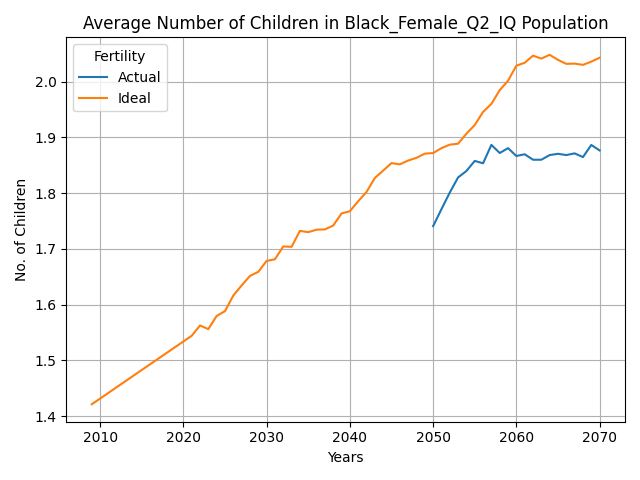 Average Number of Children in Black_Female_Q2_IQ Population
Fertility
Actual
Ideal
No. of Children
2.0
1.9
1.8
1.7
1.6
1.5
1.4
2010 2020 2030 2040 2050 2060 2070
Years